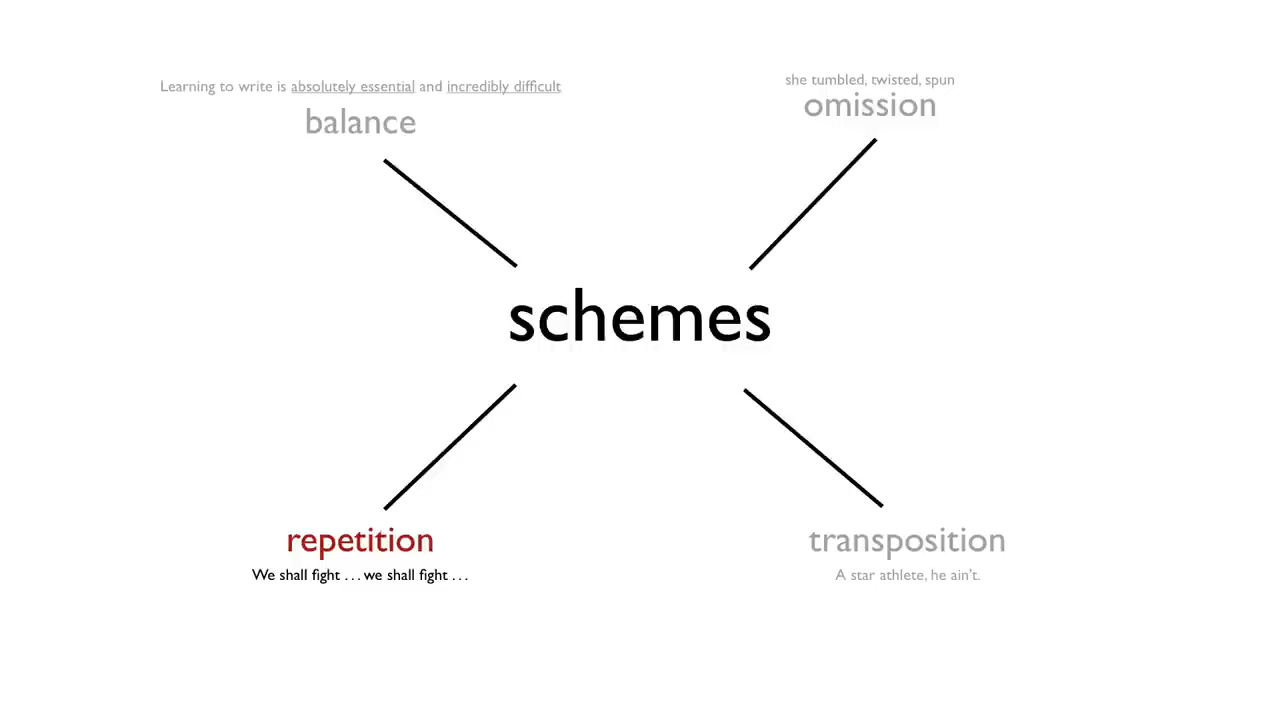 Learning to write is absolutely essential and incredibly difficult
balance
she tumbled, twisted, spun
omission
schemes
repetition
We shall fight . . . we shall fight . . .
transposition
A star athlete, he ain't.